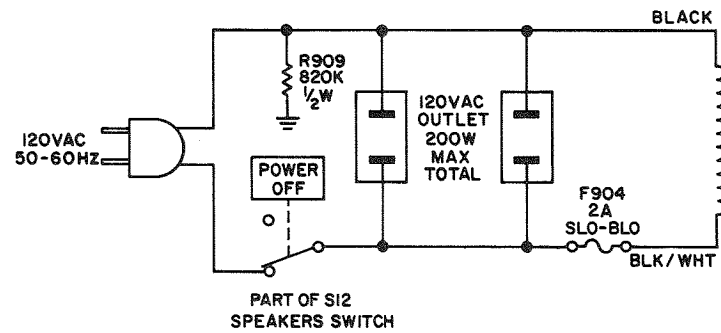 BLACK
R909
820K
½W
120VAC
50-60HZ
120VAC
OUTLET
200W
MAX
TOTAL
POWER
OFF
F904
2A
SLO-BLO
BLK/WHT
PART OF S12
SPEAKERS SWITCH